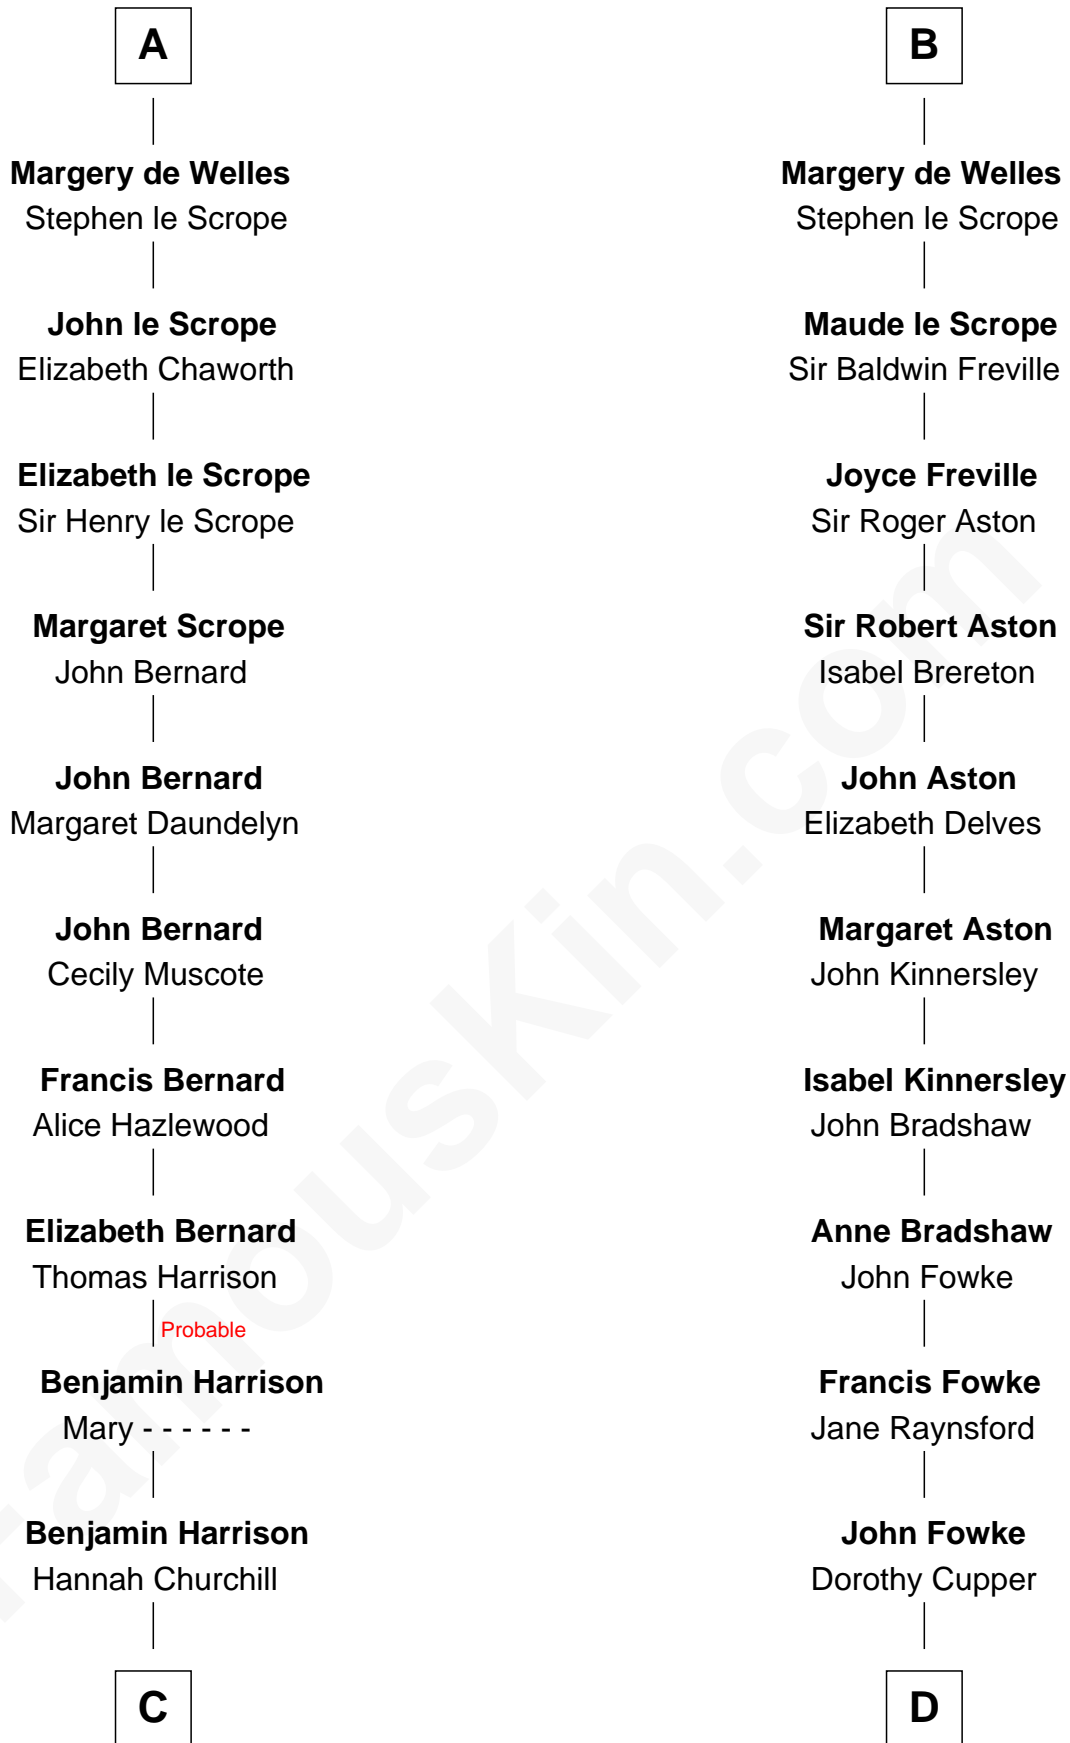 A
Margery de Welles
Stephen le Scrope
John le Scrope
Elizabeth Chaworth
Elizabeth le Scrope
Sir Henry le Scrope
Margaret Scrope
John Bernard
John Bernard
Margaret Daundelyn
John Bernard
Cecily Muscote
Francis Bernard
Alice Hazlewood
Elizabeth Bernard
Thomas Harrison
Probable
Benjamin Harrison
Mary - - - - - -
Benjamin Harrison
Hannah Churchill
C
B
Margery de Welles
Stephen le Scrope
Maude le Scrope
Sir Baldwin Freville
Joyce Freville
Sir Roger Aston
Sir Robert Aston
Isabel Brereton
John Aston
Elizabeth Delves
Margaret Aston
John Kinnersley
Isabel Kinnersley
John Bradshaw
Anne Bradshaw
John Fowke
Francis Fowke
Jane Raynsford
John Fowke
Dorothy Cupper
D
FamousKin.com